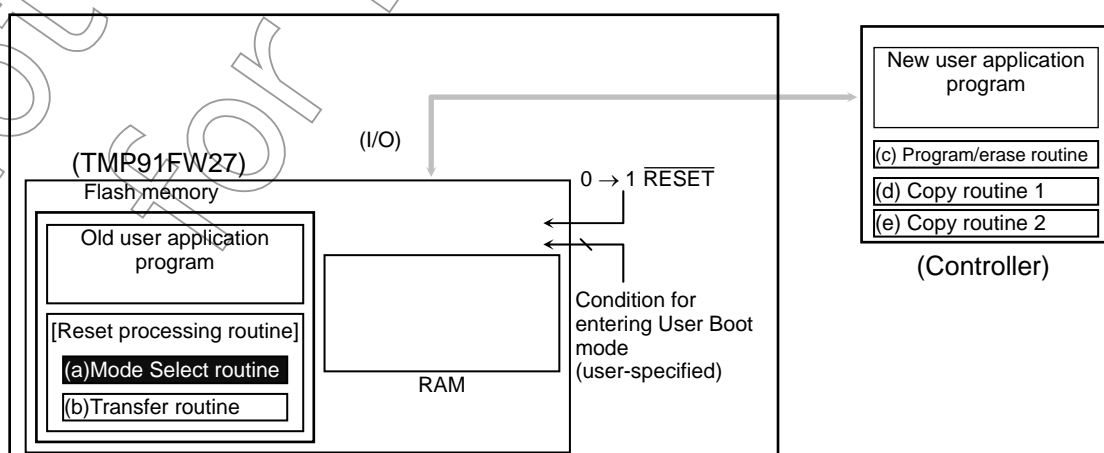 for
(I/O)
(TMP91FW27)
Flash memory
Old user application
program
[Reset processing routine]
(a)Mode Select routine
(b)Transfer routine
RAM
0 → 1 RESET
Condition for
entering User Boot
mode
(user-specified)
New user application
program
(c) Program/erase routine
(d) Copy routine 1
(e) Copy routine 2
(Controller)